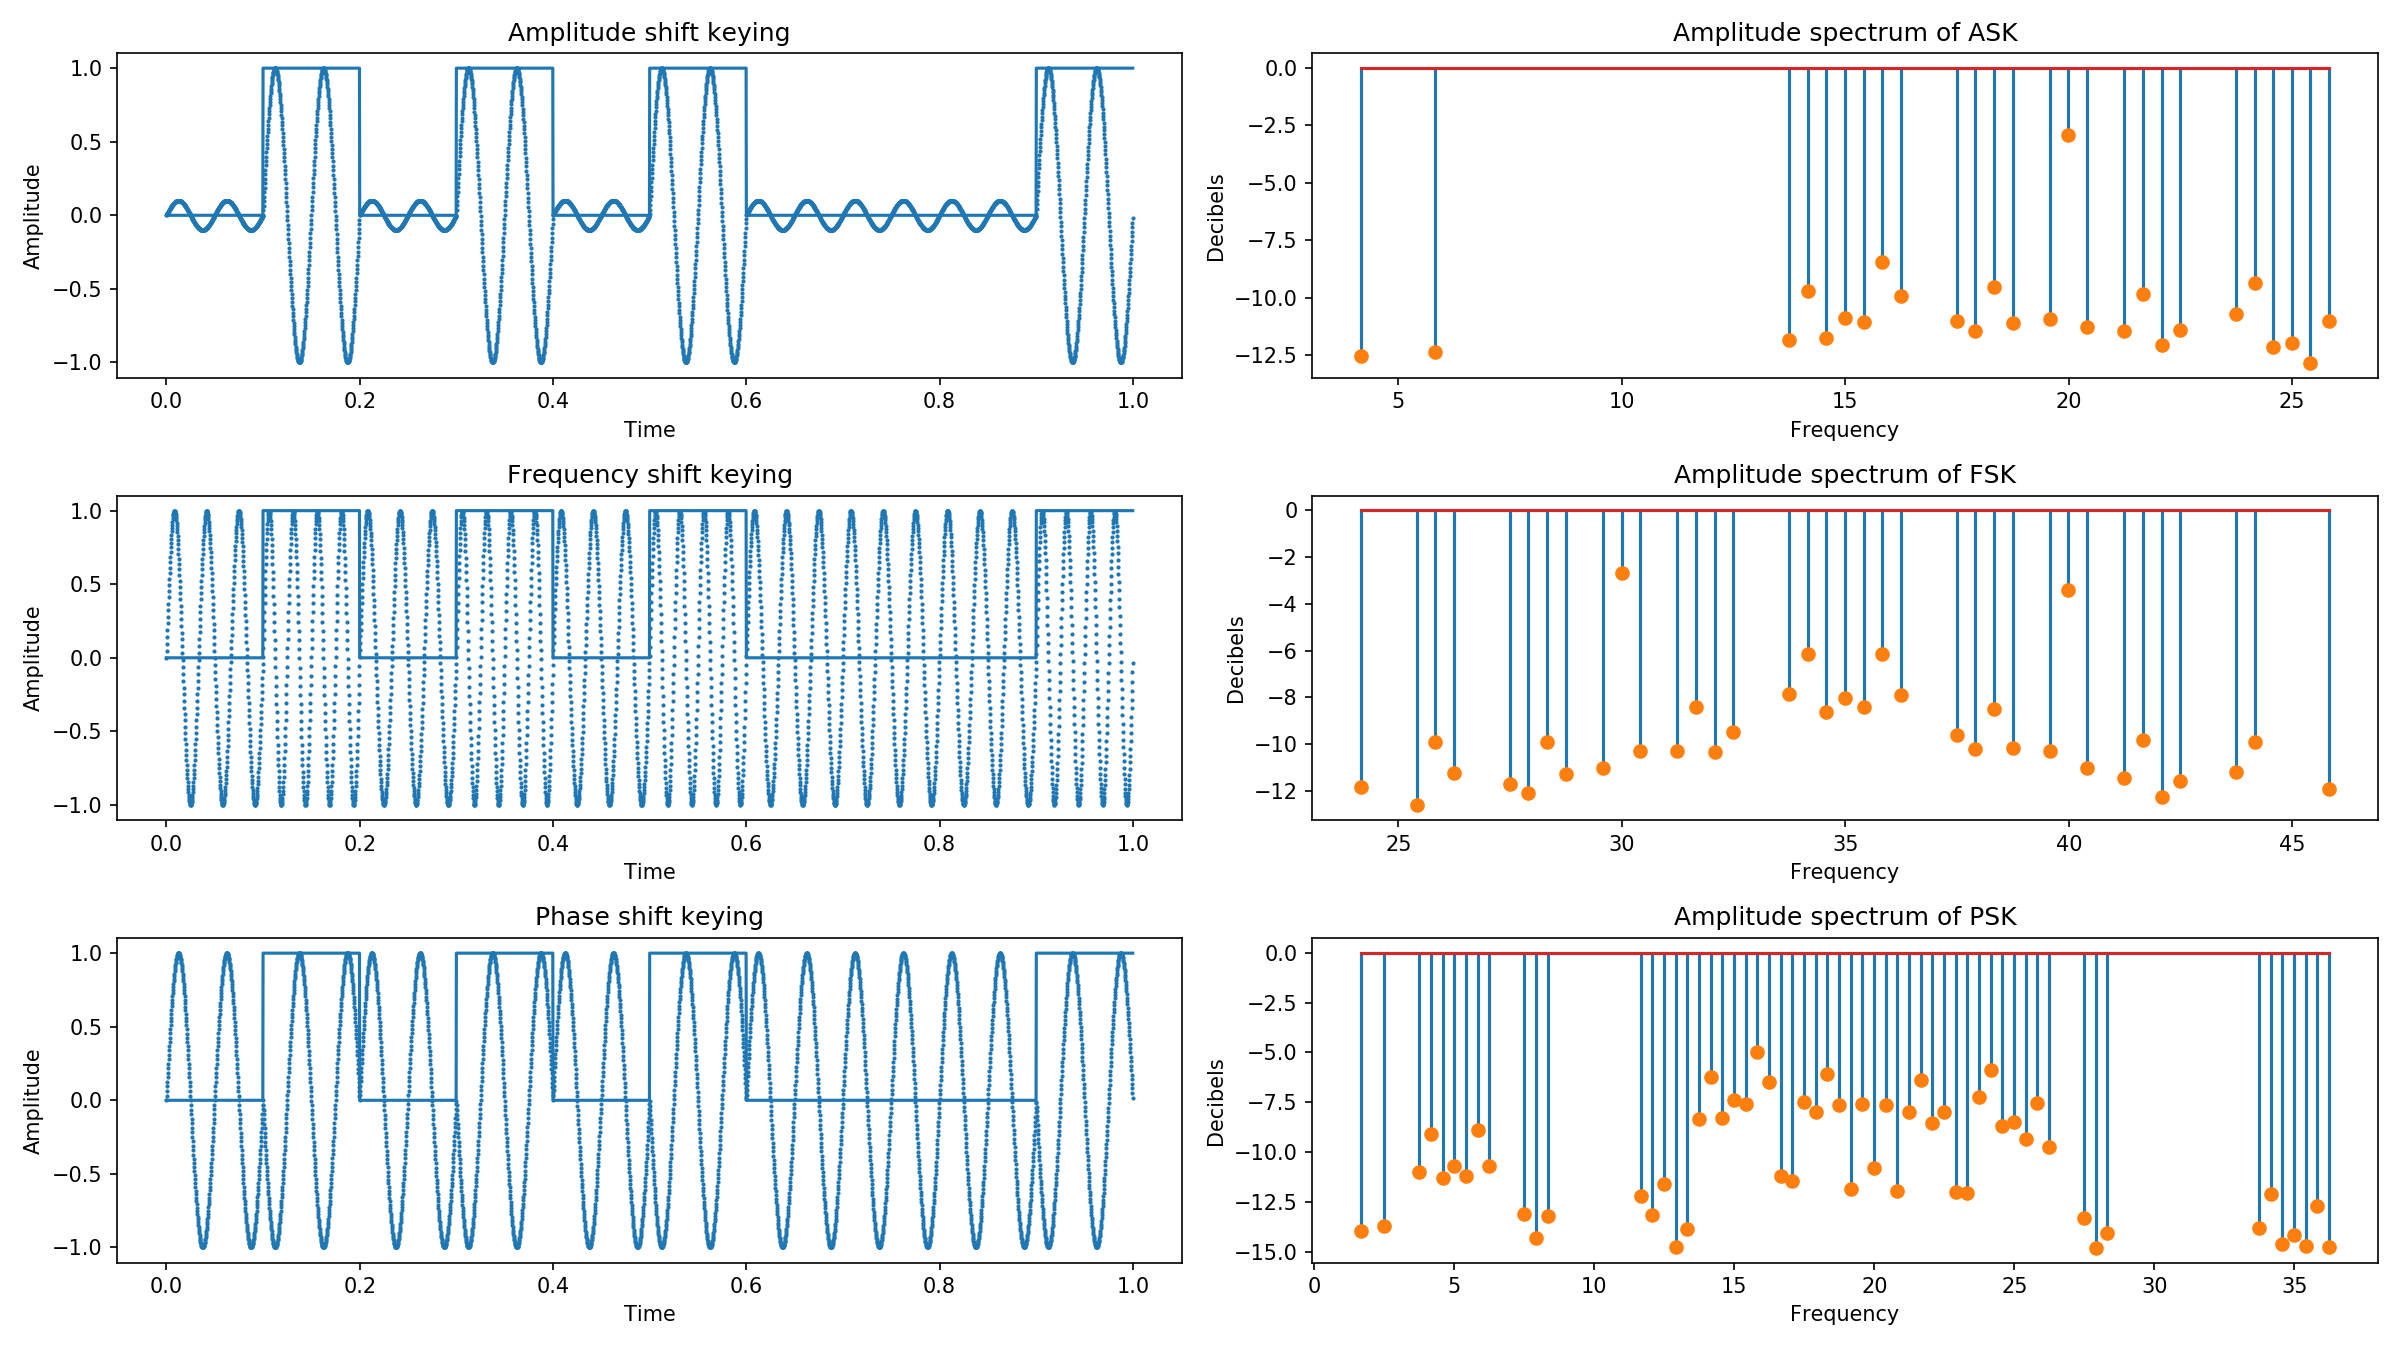 Amplitude shift keying
1.0
0.5
0.0
−0.5
−1.0
Amplitude
0.0 0.2 0.4 0.6 0.8 1.0
Time
Amplitude spectrum of ASK
0.0
−2.5
−5.0
−7.5
−10.0
−12.5
Decibels
5 10 15 20 25
Frequency
Frequency shift keying
1.0
0.5
0.0
−0.5
−1.0
Amplitude
0.0 0.2 0.4 0.6 0.8 1.0
Time
Amplitude spectrum of FSK
0
−2
−4
−6
−8
−10
−12
Decibels
25 30 35 40 45
Frequency
Phase shift keying
1.0
0.5
0.0
−0.5
−1.0
Amplitude
0.0 0.2 0.4 0.6 0.8 1.0
Time
Amplitude spectrum of PSK
0.0
−2.5
−5.0
−7.5
−10.0
−12.5
−15.0
Decibels
0 5 10 15 20 25 30 35
Frequency